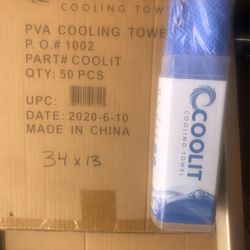 COOLING TOWEL
PVA COOLING TOWE
P.O.# 1002
PART# COOLIT
QTY: 50 PCS
UPC:
DATE: 2020-6-10
MADE IN CHINA
34 x 13
COOLIT
COOLING TOWEL